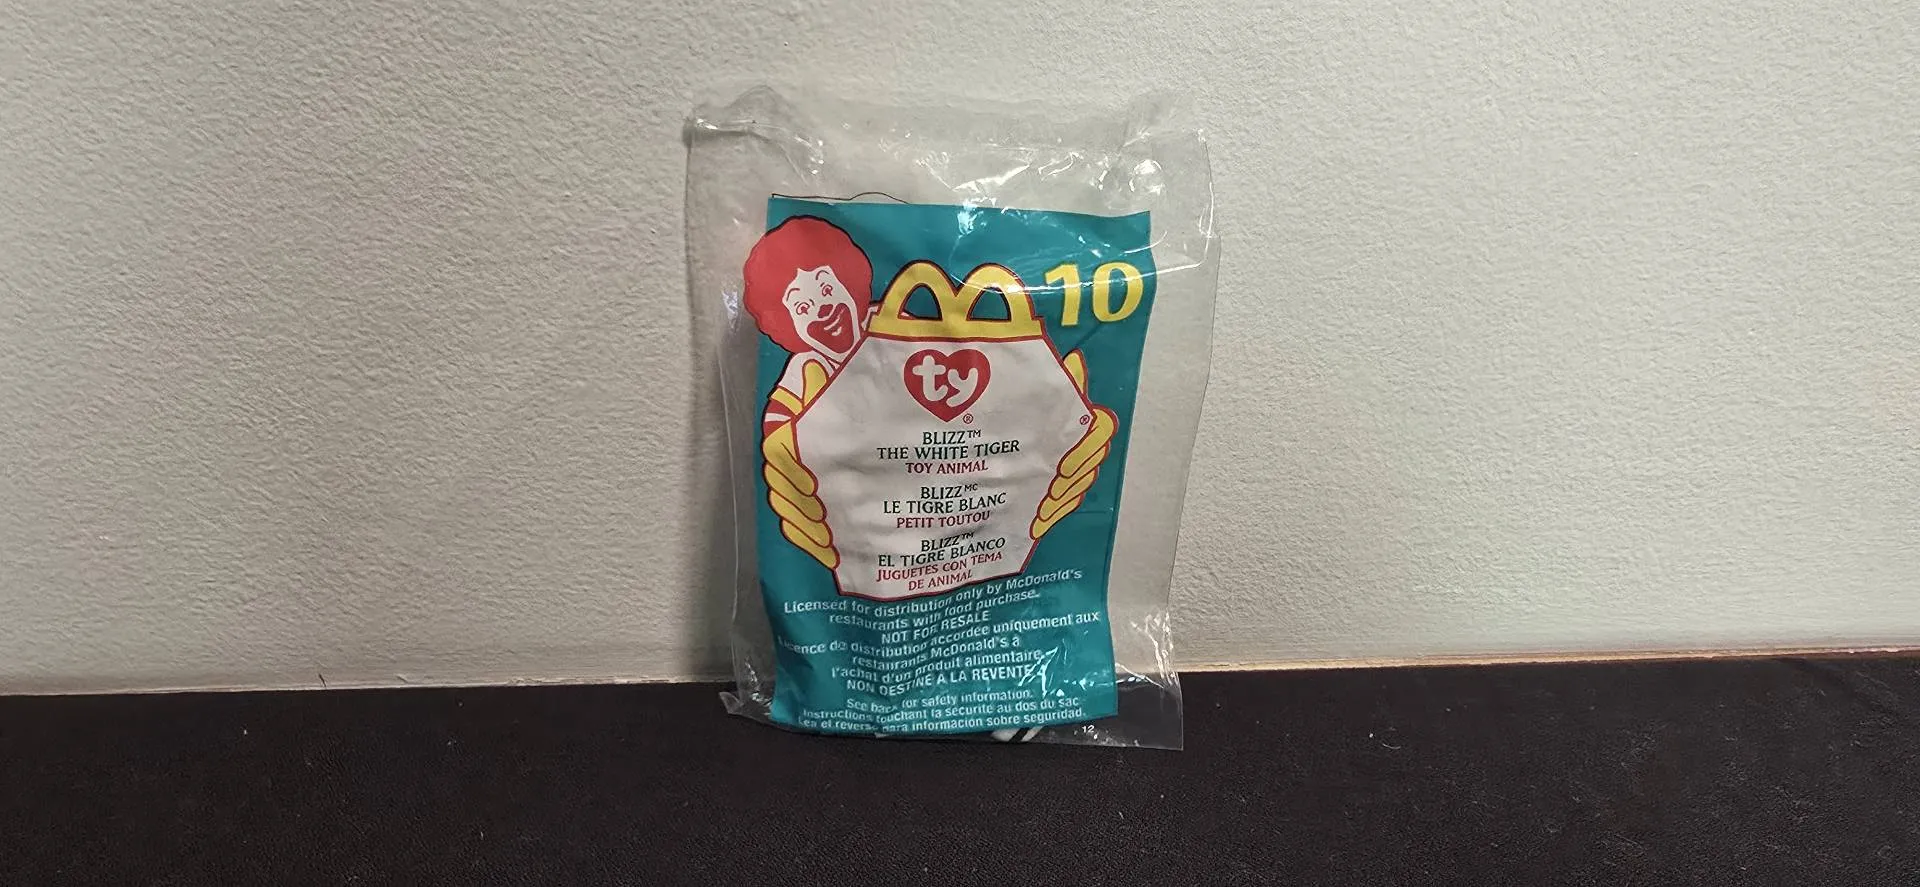 10
ty®
®
BLIZZ™
THE WHITE TIGER
TOY ANIMAL
BLIZZMC
LE TIGRE BLANC
PETIT TOUTOU
BLIZZ™
EL TIGRE BLANCO
JUGUETES CON TEMA
DE ANIMAL
Licensed for distribution only by McDonald's
restaurants with food purchase.
NOT FOR RESALE
Licence de distribution accordée uniquement aux
restaurants McDonald's à
l'achat d'un produit alimentaire.
NON DESTINÉ À LA REVENTE
See back for safety information.
Instructions touchant la sécurité au dos du sac.
Lea el reverso para información sobre seguridad.
12